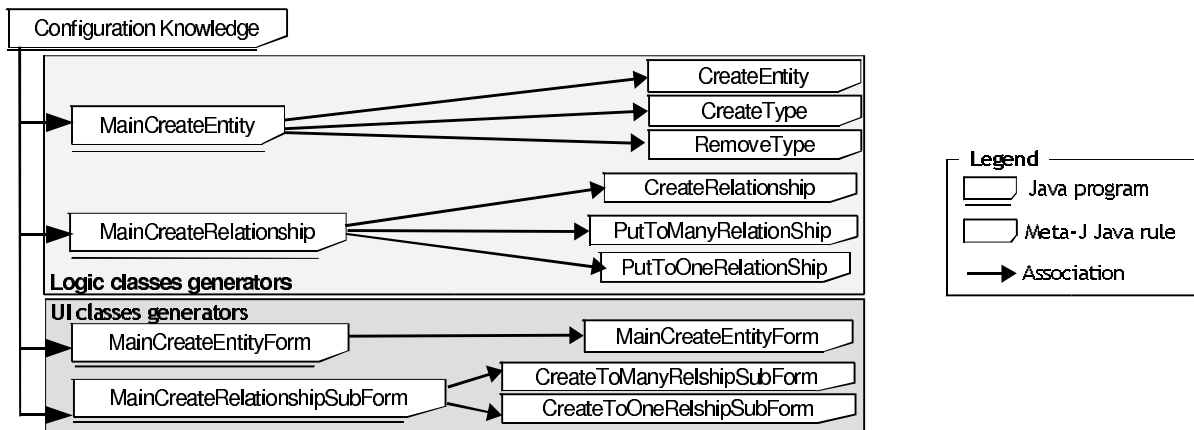 Configuration Knowledge
CreateEntity
MainCreateEntity
CreateType
RemoveType
CreateRelationship
MainCreateRelationship
PutToManyRelationShip
PutToOneRelationShip
Logic classes generators
UI classes generators
MainCreateEntityForm
MainCreateEntityForm
CreateToManyRelshipSubForm
MainCreateRelationshipSubForm
CreateToOneRelshipSubForm
Legend
Java program
Meta-J Java rule
Association